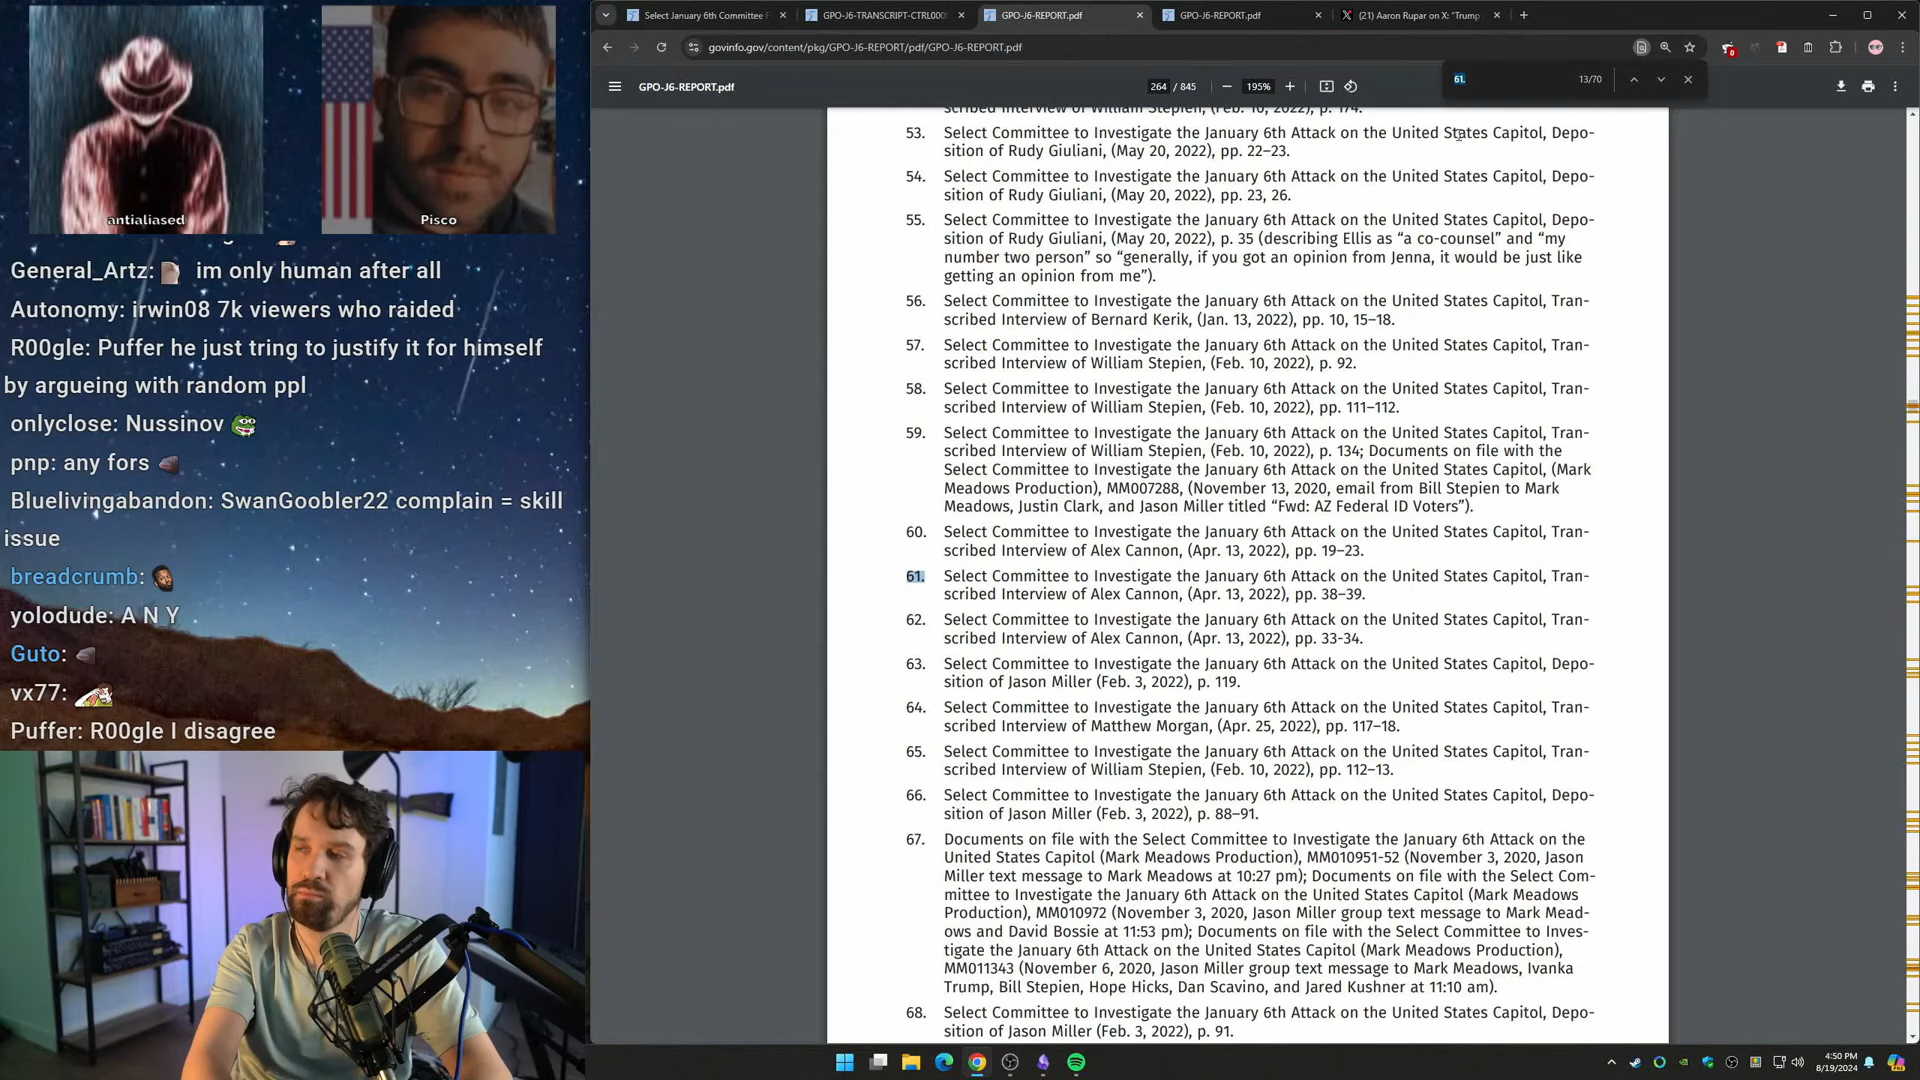 Select January 6th Committee F
GPO-J6-TRANSCRIPT-CTRL000
GPO-J6-REPORT.pdf
GPO-J6-REPORT.pdf
(21) Aaron Rupar on X: "Trump
govinfo.gov/content/pkg/GPO-J6-REPORT/pdf/GPO-J6-REPORT.pdf
GPO-J6-REPORT.pdf
264 / 845
195%
61.
13/70
antialiased
Pisco
General_Artz: im only human after all
Autonomy: irwin08 7k viewers who raided
R00gle: Puffer he just tring to justify it for himself
by argueing with random ppl
onlyclose: Nussinov
pnp: any fors
Bluelivingabandon: SwanGoobler22 complain = skill
issue
breadcrumb:
yolodude: A N Y
Guto:
vx77:
Puffer: R00gle I disagree
scribed Interview of William Stepien, (Feb. 10, 2022), p. 174.
53. Select Committee to Investigate the January 6th Attack on the United States Capitol, Depo-
sition of Rudy Giuliani, (May 20, 2022), pp. 22–23.
54. Select Committee to Investigate the January 6th Attack on the United States Capitol, Depo-
sition of Rudy Giuliani, (May 20, 2022), pp. 23, 26.
55. Select Committee to Investigate the January 6th Attack on the United States Capitol, Depo-
sition of Rudy Giuliani, (May 20, 2022), p. 35 (describing Ellis as “a co-counsel” and “my
number two person” so “generally, if you got an opinion from Jenna, it would be just like
getting an opinion from me”).
56. Select Committee to Investigate the January 6th Attack on the United States Capitol, Tran-
scribed Interview of Bernard Kerik, (Jan. 13, 2022), pp. 10, 15–18.
57. Select Committee to Investigate the January 6th Attack on the United States Capitol, Tran-
scribed Interview of William Stepien, (Feb. 10, 2022), p. 92.
58. Select Committee to Investigate the January 6th Attack on the United States Capitol, Tran-
scribed Interview of William Stepien, (Feb. 10, 2022), pp. 111–112.
59. Select Committee to Investigate the January 6th Attack on the United States Capitol, Tran-
scribed Interview of William Stepien, (Feb. 10, 2022), p. 134; Documents on file with the
Select Committee to Investigate the January 6th Attack on the United States Capitol, (Mark
Meadows Production), MM007288, (November 13, 2020, email from Bill Stepien to Mark
Meadows, Justin Clark, and Jason Miller titled “Fwd: AZ Federal ID Voters”).
60. Select Committee to Investigate the January 6th Attack on the United States Capitol, Tran-
scribed Interview of Alex Cannon, (Apr. 13, 2022), pp. 19–23.
61. Select Committee to Investigate the January 6th Attack on the United States Capitol, Tran-
scribed Interview of Alex Cannon, (Apr. 13, 2022), pp. 38–39.
62. Select Committee to Investigate the January 6th Attack on the United States Capitol, Tran-
scribed Interview of Alex Cannon, (Apr. 13, 2022), pp. 33-34.
63. Select Committee to Investigate the January 6th Attack on the United States Capitol, Depo-
sition of Jason Miller (Feb. 3, 2022), p. 119.
64. Select Committee to Investigate the January 6th Attack on the United States Capitol, Tran-
scribed Interview of Matthew Morgan, (Apr. 25, 2022), pp. 117–18.
65. Select Committee to Investigate the January 6th Attack on the United States Capitol, Tran-
scribed Interview of William Stepien, (Feb. 10, 2022), pp. 112–13.
66. Select Committee to Investigate the January 6th Attack on the United States Capitol, Depo-
sition of Jason Miller (Feb. 3, 2022), p. 88–91.
67. Documents on file with the Select Committee to Investigate the January 6th Attack on the
United States Capitol (Mark Meadows Production), MM010951-52 (November 3, 2020, Jason
Miller text message to Mark Meadows at 10:27 pm); Documents on file with the Select Com-
mittee to Investigate the January 6th Attack on the United States Capitol (Mark Meadows
Production), MM010972 (November 3, 2020, Jason Miller group text message to Mark Mead-
ows and David Bossie at 11:53 pm); Documents on file with the Select Committee to Inves-
tigate the January 6th Attack on the United States Capitol (Mark Meadows Production),
MM011343 (November 6, 2020, Jason Miller group text message to Mark Meadows, Ivanka
Trump, Bill Stepien, Hope Hicks, Dan Scavino, and Jared Kushner at 11:10 am).
68. Select Committee to Investigate the January 6th Attack on the United States Capitol, Depo-
sition of Jason Miller (Feb. 3, 2022), p. 91.
4:50 PM
8/19/2024